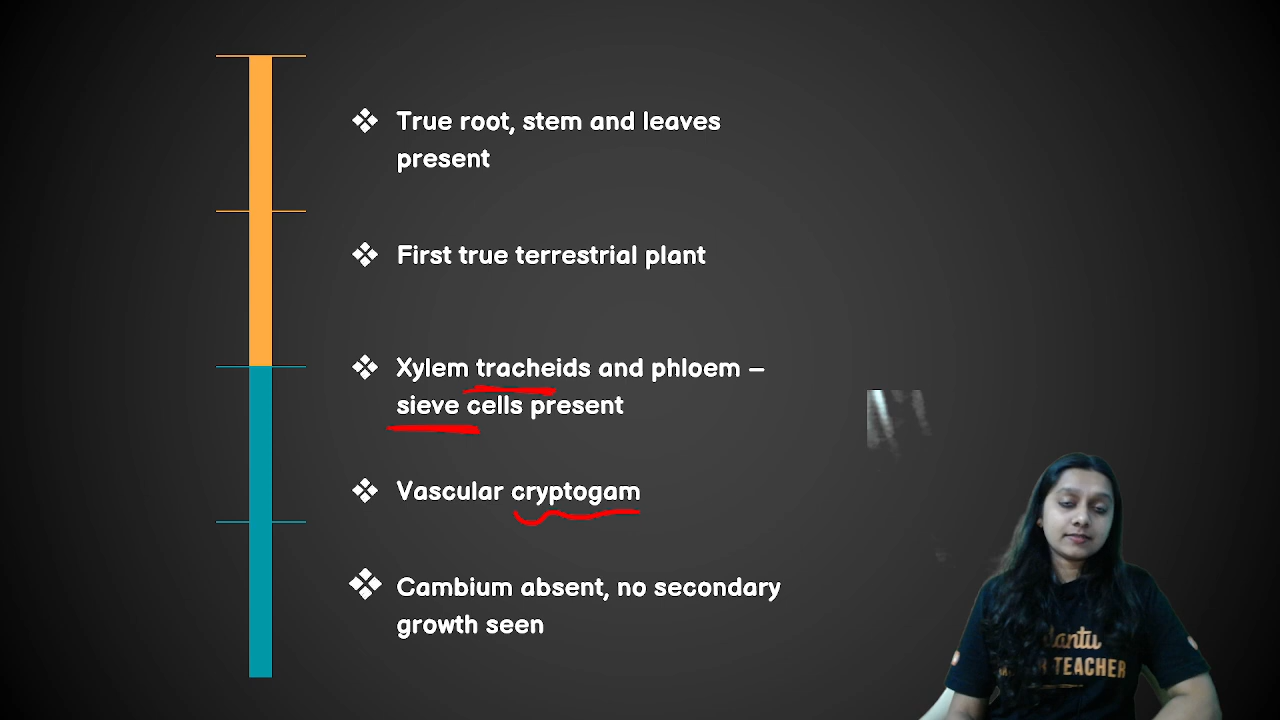 True root, stem and leaves
present
First true terrestrial plant
Xylem tracheids and phloem –
sieve cells present
Vascular cryptogam
Cambium absent, no secondary
growth seen
TEACHER